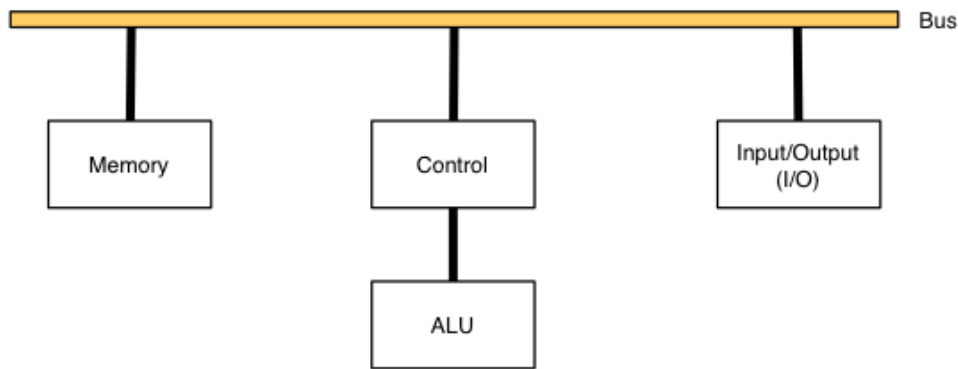 Bus
Memory
Control
Input/Output
(I/O)
ALU